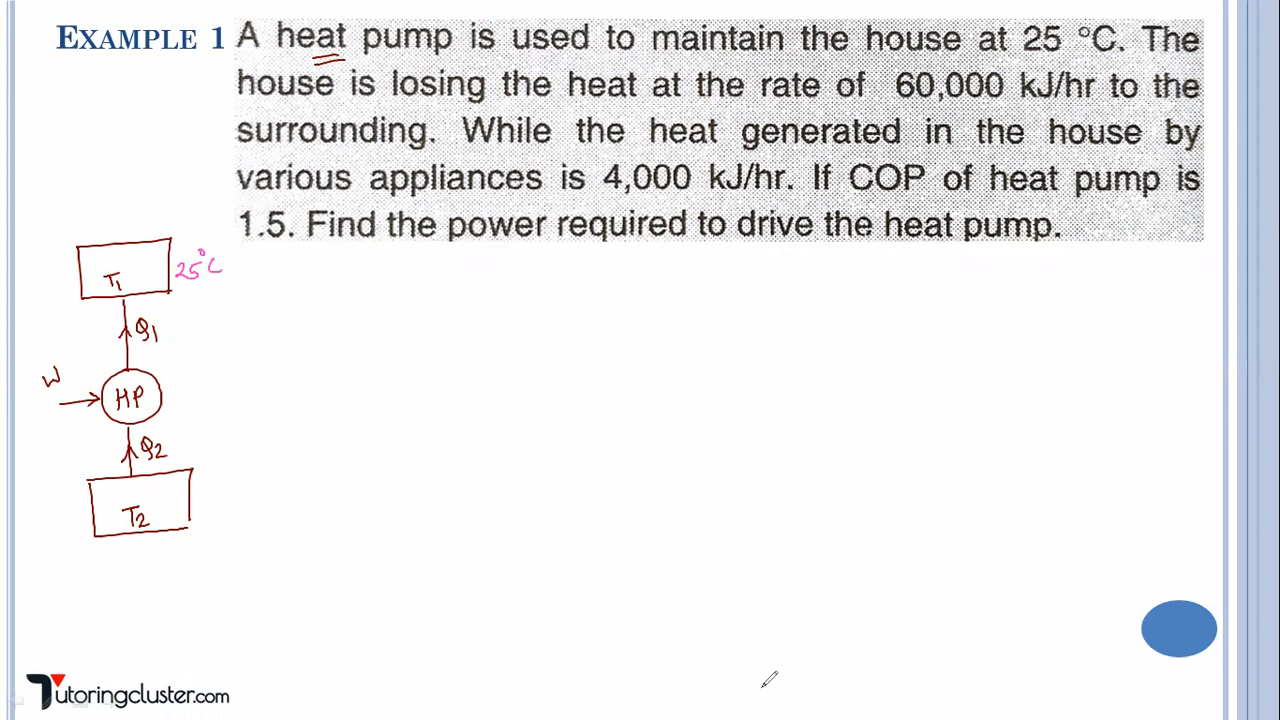 EXAMPLE 1 A heat pump is used to maintain the house at 25 °C. The
house is losing the heat at the rate of 60,000 kJ/hr to the
surrounding. While the heat generated in the house by
various appliances is 4,000 kJ/hr. If COP of heat pump is
1.5. Find the power required to drive the heat pump.
T1 25°C
Q1
W
HP
Q2
T2
Tutoringcluster.com